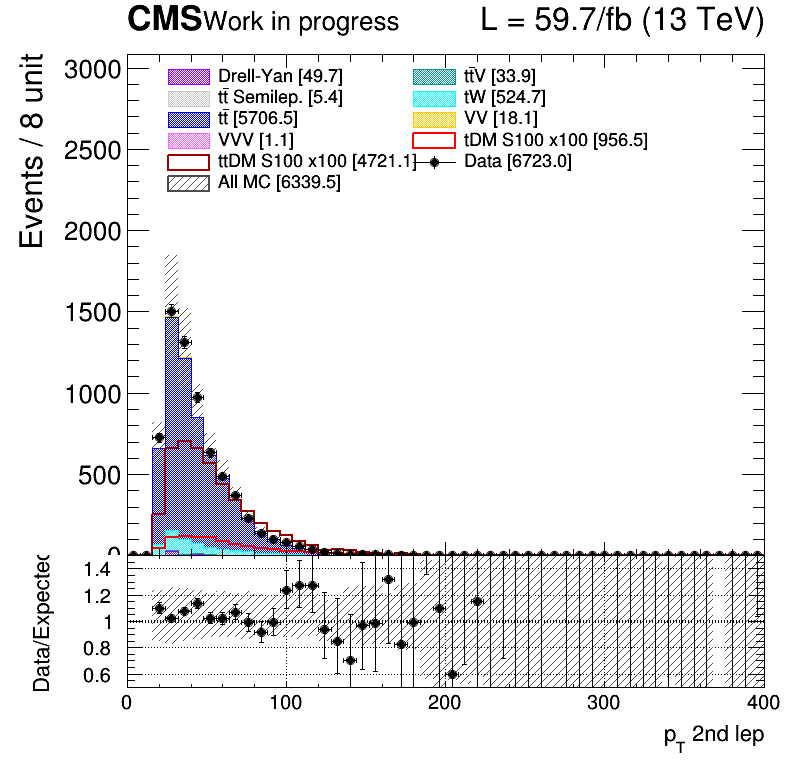 CMS Work in progress L = 59.7/fb (13 TeV)
Events / 8 unit
3000
2500
2000
1500
1000
500
0
Drell-Yan [49.7] tt̄V [33.9]
tt̄ Semilep. [5.4] tW [524.7]
tt̄ [5706.5] VV [18.1]
VVV [1.1] tDM S100 x100 [956.5]
ttDM S100 x100 [4721.1] Data [6723.0]
All MC [6339.5]
Data/Expected
1.4
1.2
1
0.8
0.6
0 100 200 300 400
p_T 2nd lep